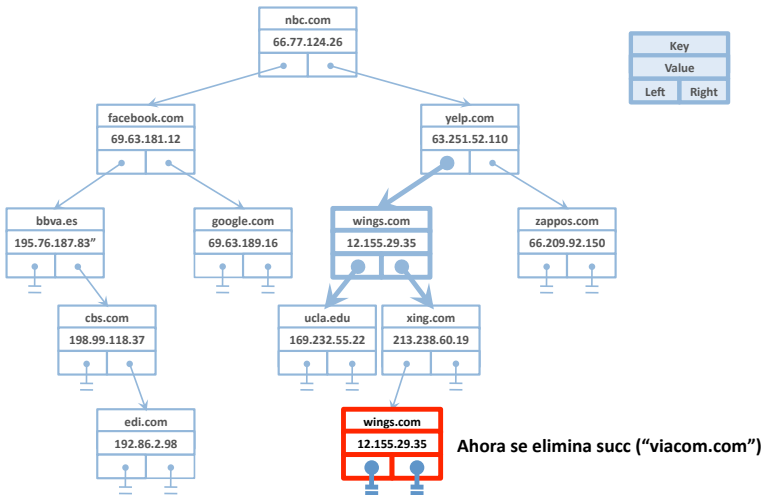 nbc.com
66.77.124.26
Key
Value
Left Right
facebook.com
69.63.181.12
yelp.com
63.251.52.110
bbva.es
195.76.187.83”
google.com
69.63.189.16
wings.com
12.155.29.35
zappos.com
66.209.92.150
cbs.com
198.99.118.37
ucla.edu
169.232.55.22
xing.com
213.238.60.19
edi.com
192.86.2.98
wings.com
12.155.29.35
Ahora se elimina succ (“viacom.com”)